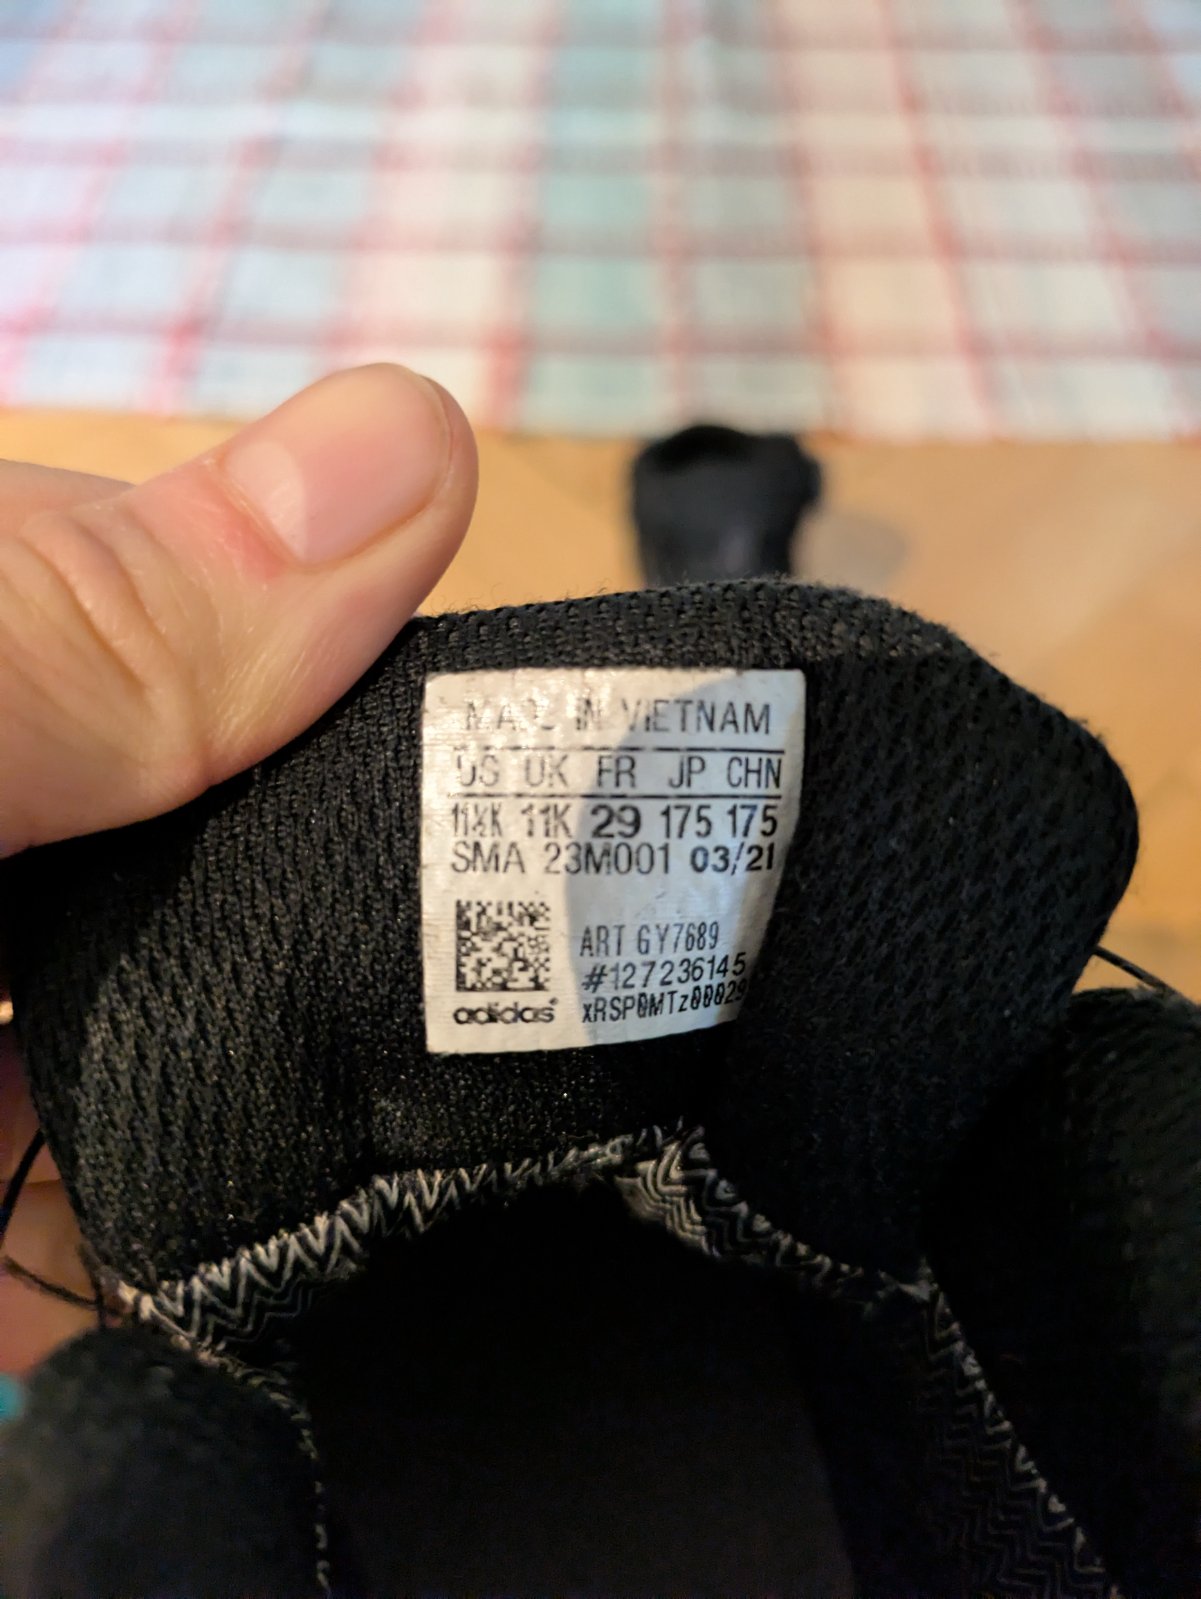 MADE IN VIETNAM
US UK FR JP CHN
11½K 11K 29 175 175
SMA 23M001 03/21
ART GY7689
#127236145
adidas